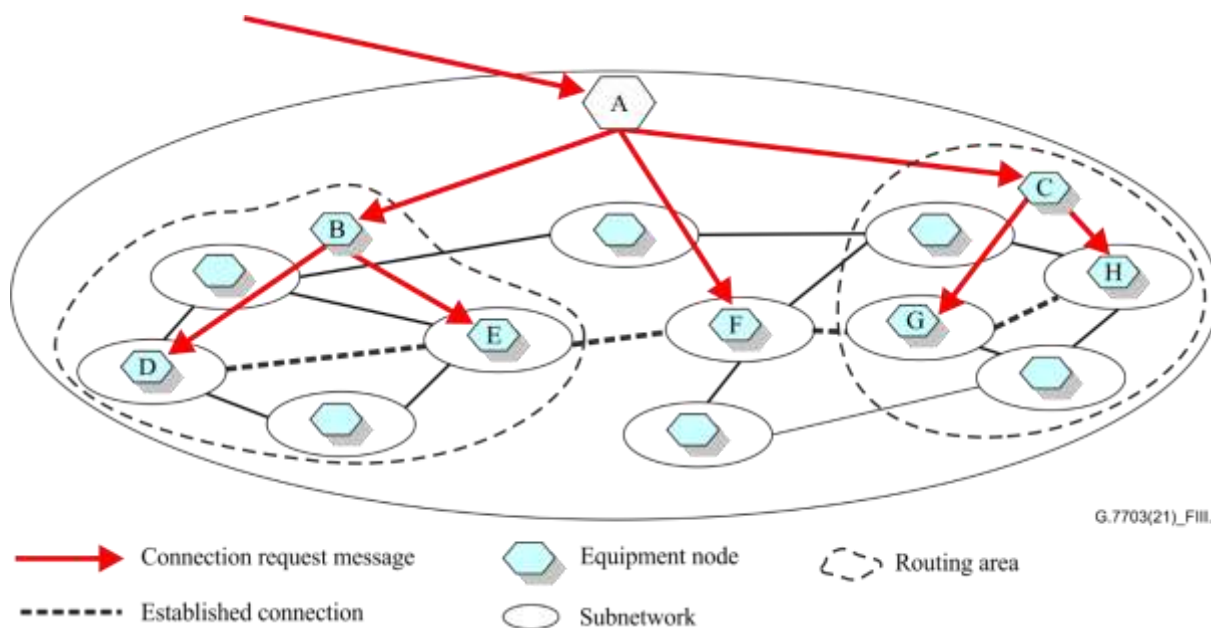 A
C
B
H
G
F
E
D
G.7703(21)_FIII.
Connection request message
Equipment node
Routing area
Established connection
Subnetwork